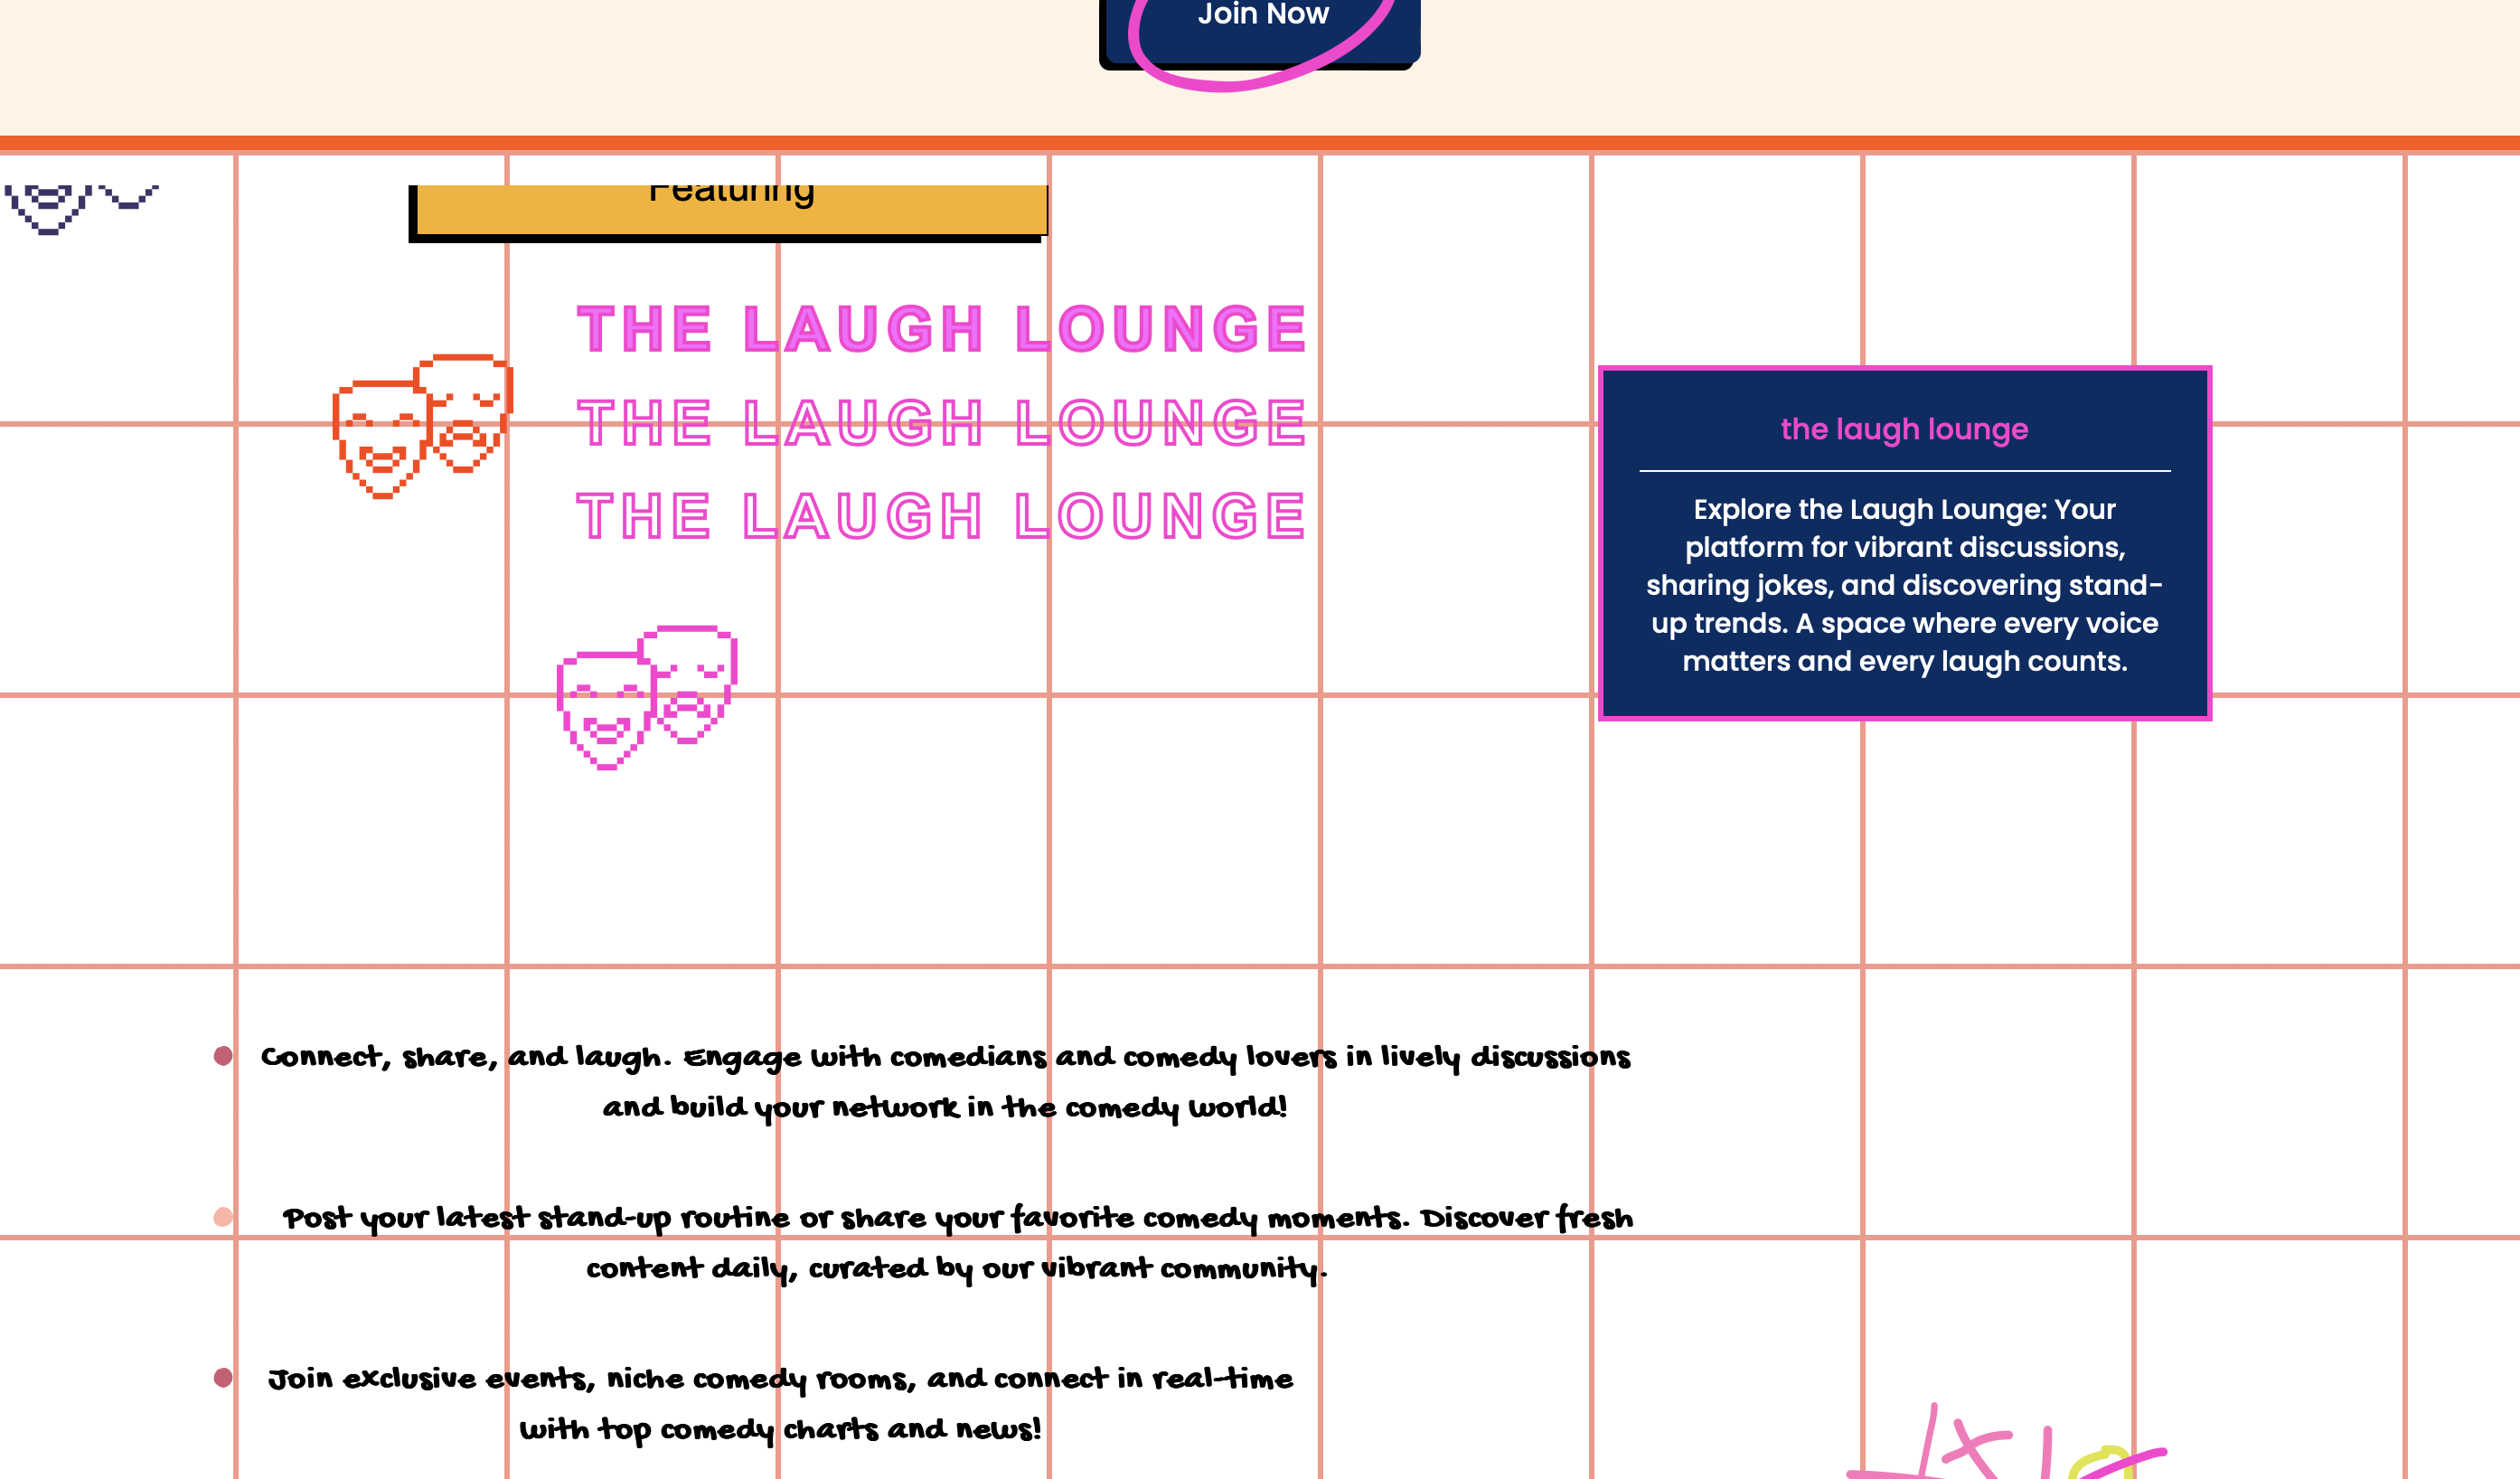 Join Now
Featuring
THE LAUGH LOUNGE
THE LAUGH LOUNGE
THE LAUGH LOUNGE
the laugh lounge
Explore the Laugh Lounge: Your
platform for vibrant discussions,
sharing jokes, and discovering stand-
up trends. A space where every voice
matters and every laugh counts.
Connect, share, and laugh. Engage with comedians and comedy lovers in lively discussions
and build your network in the comedy world!
Post your latest stand-up routine or share your favorite comedy moments. Discover fresh
content daily, curated by our vibrant community.
Join exclusive events, niche comedy rooms, and connect in real-time
with top comedy charts and news!